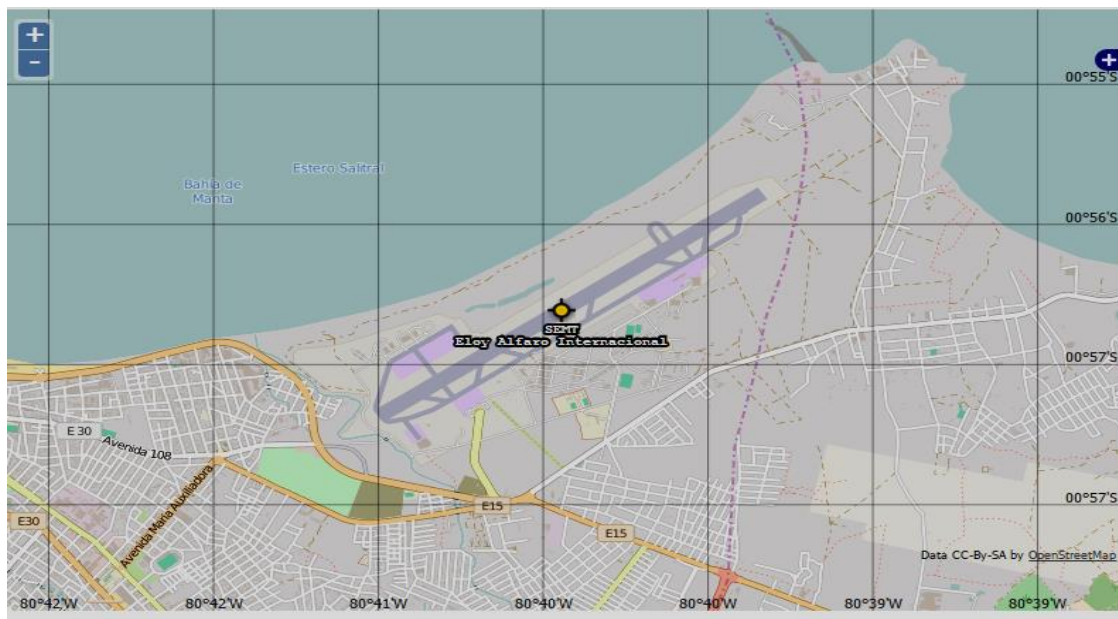 +
-
+
00°55'S
Estero Salitral
Bahía de
Manta
00°56'S
SEMT
Eloy Alfaro Internacional
00°57'S
E 30
Avenida 108
Avenida María Auxiliadora
E15
00°57'S
E30
E15
Data CC-By-SA by OpenStreetMap
80°42'W 80°42'W 80°41'W 80°40'W 80°40'W 80°39'W 80°39'W